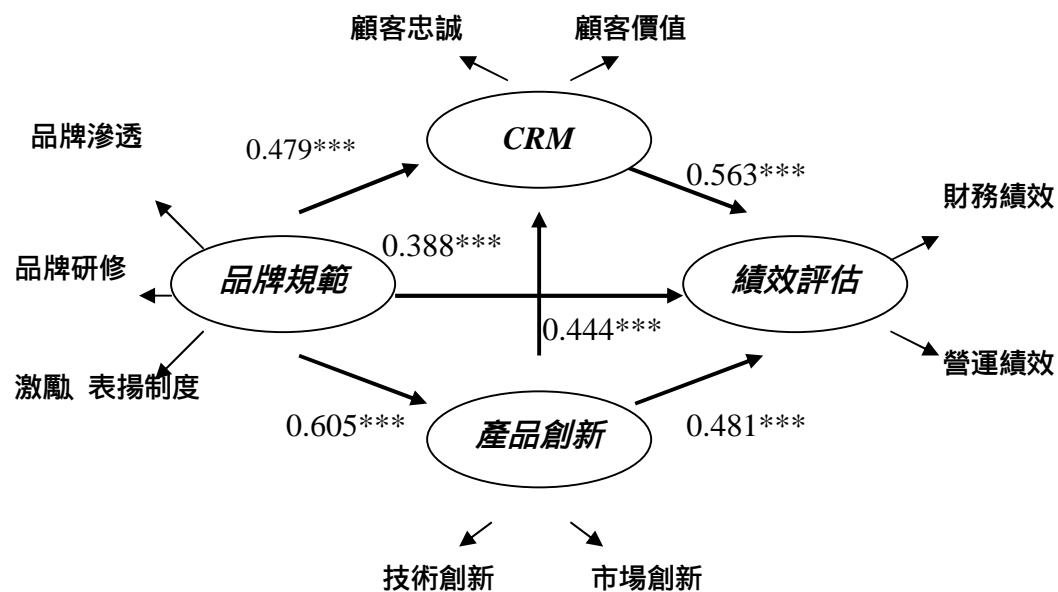 顧客忠誠 顧客價值
品牌滲透
CRM
0.479***
0.563***
財務績效
0.388***
品牌研修
品牌規範
績效評估
0.444***
營運績效
激勵、表揚制度
0.605***
產品創新
0.481***
技術創新 市場創新